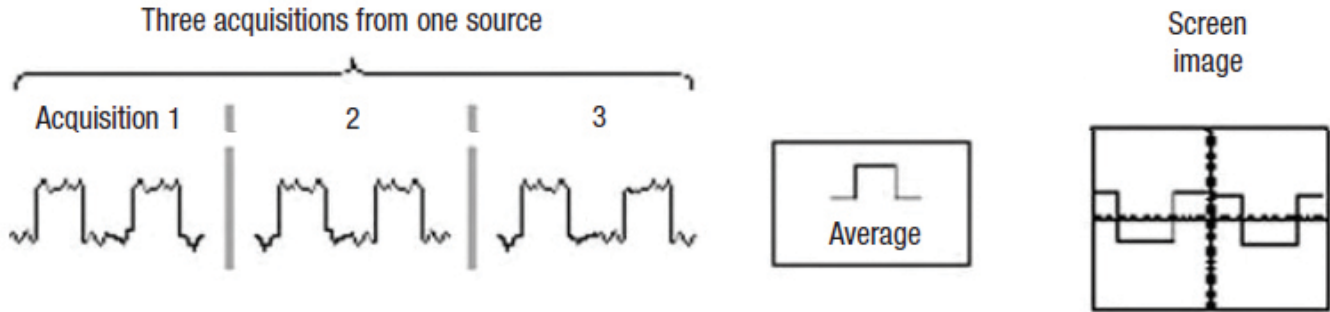 Three acquisitions from one source
Screen
image
Acquisition 1
2
3
Average